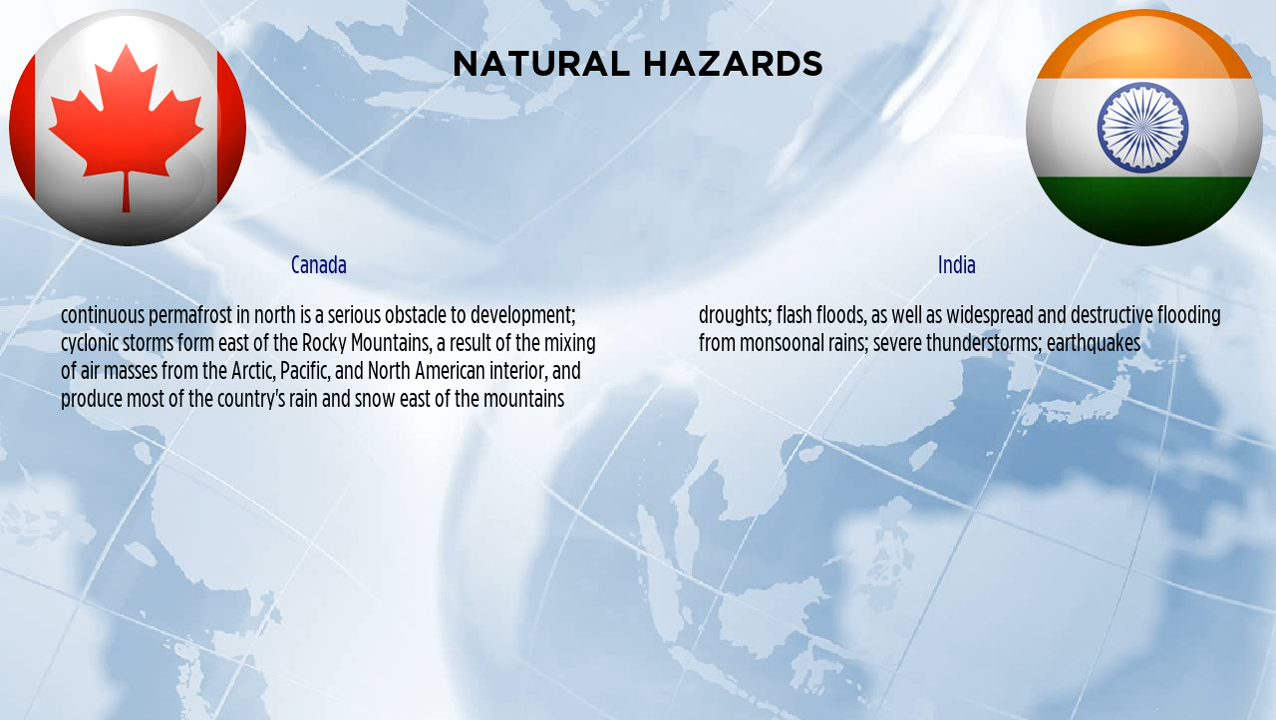 NATURAL HAZARDS
Canada
continuous permafrost in north is a serious obstacle to development;
cyclonic storms form east of the Rocky Mountains, a result of the mixing
of air masses from the Arctic, Pacific, and North American interior, and
produce most of the country's rain and snow east of the mountains
India
droughts; flash floods, as well as widespread and destructive flooding
from monsoonal rains; severe thunderstorms; earthquakes